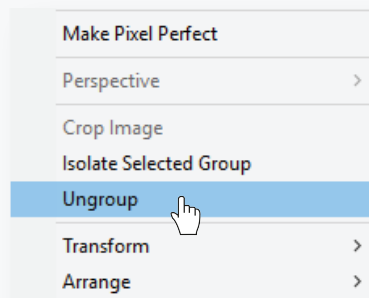 Make Pixel Perfect
Perspective
Crop Image
Isolate Selected Group
Ungroup
Transform
Arrange